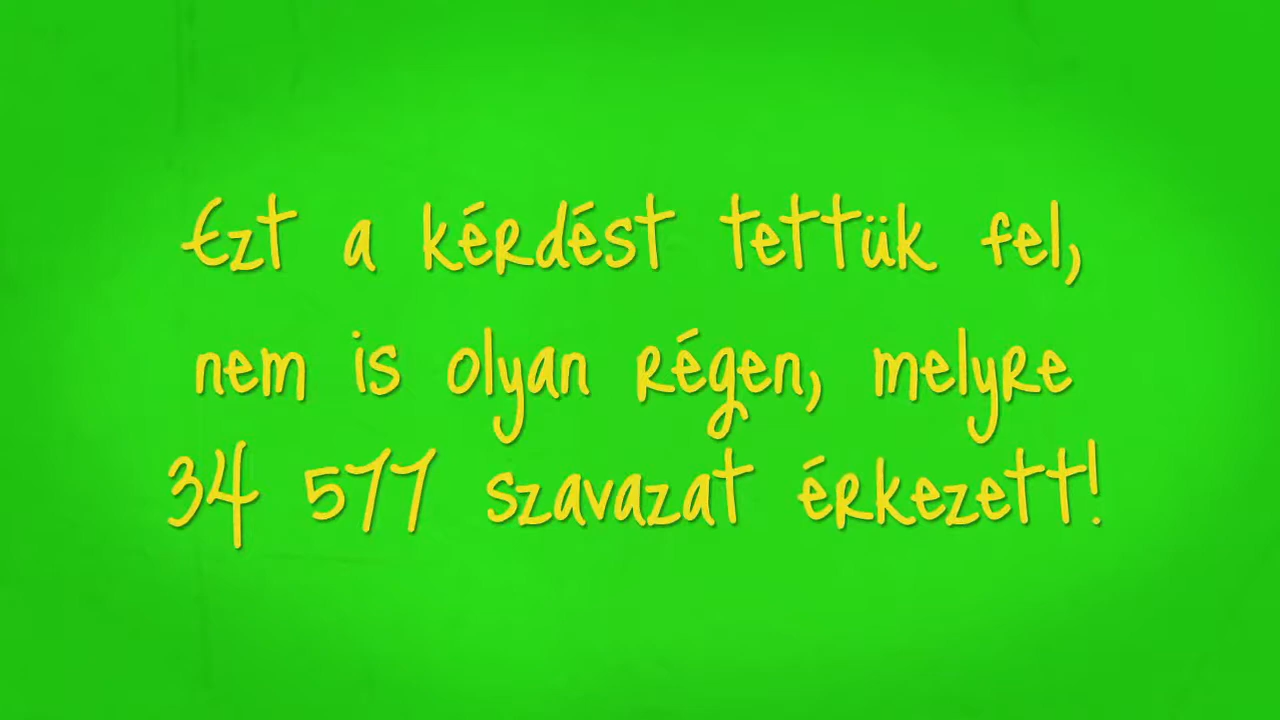 Ezt a kérdést tettük fel,
nem is olyan régen, melyre
34 577 szavazat érkezett!